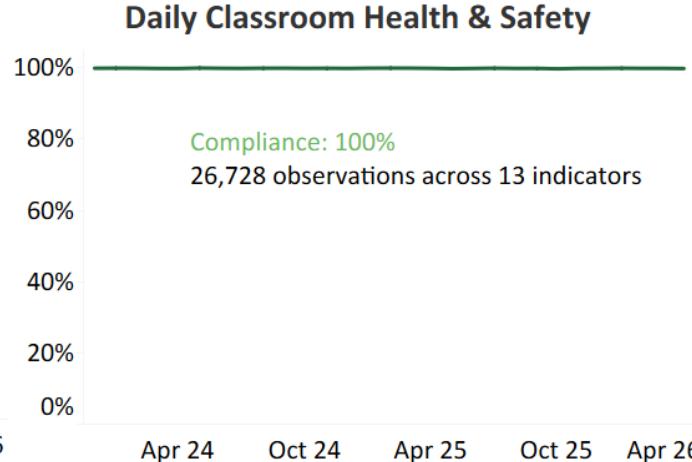 Daily Classroom Health & Safety
100%
Compliance: 100%
80%
26,728 observations across 13 indicators
60%
40%
20%
0%
Apr 24 Oct 24 Apr 25 Oct 25 Apr 26